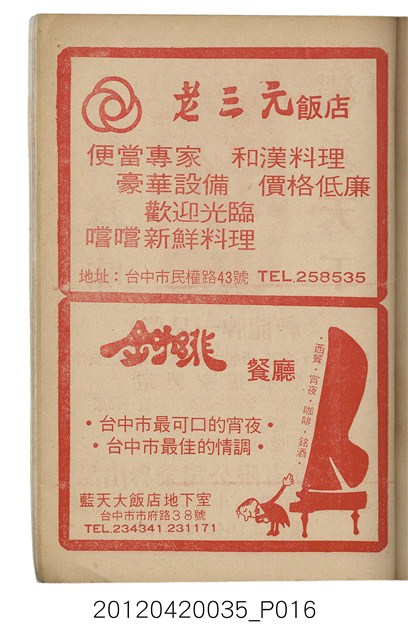 老三元飯店
便當專家 和漢料理
豪華設備 價格低廉
歡迎光臨
嚐嚐新鮮料理
地址：台中市民權路43號 TEL.258535
餐廳
·西餐·宵夜·咖啡·銘酒·
·台中市最可口的宵夜·
·台中市最佳的情調·
藍天大飯店地下室
台中市市府路38號
TEL.234341 231171
20120420035_P016